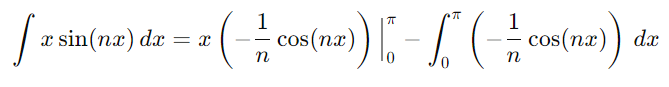 ∫ x sin(nx) dx = x (−1/n cos(nx)) |₀^π − ∫₀^π (−1/n cos(nx)) dx